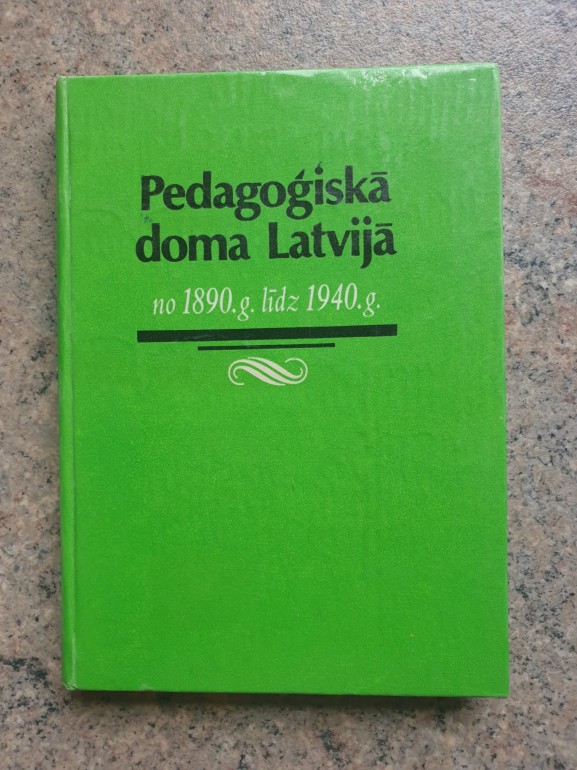 Pedagoģiskā
doma Latvijā
no 1890.g. līdz 1940.g.